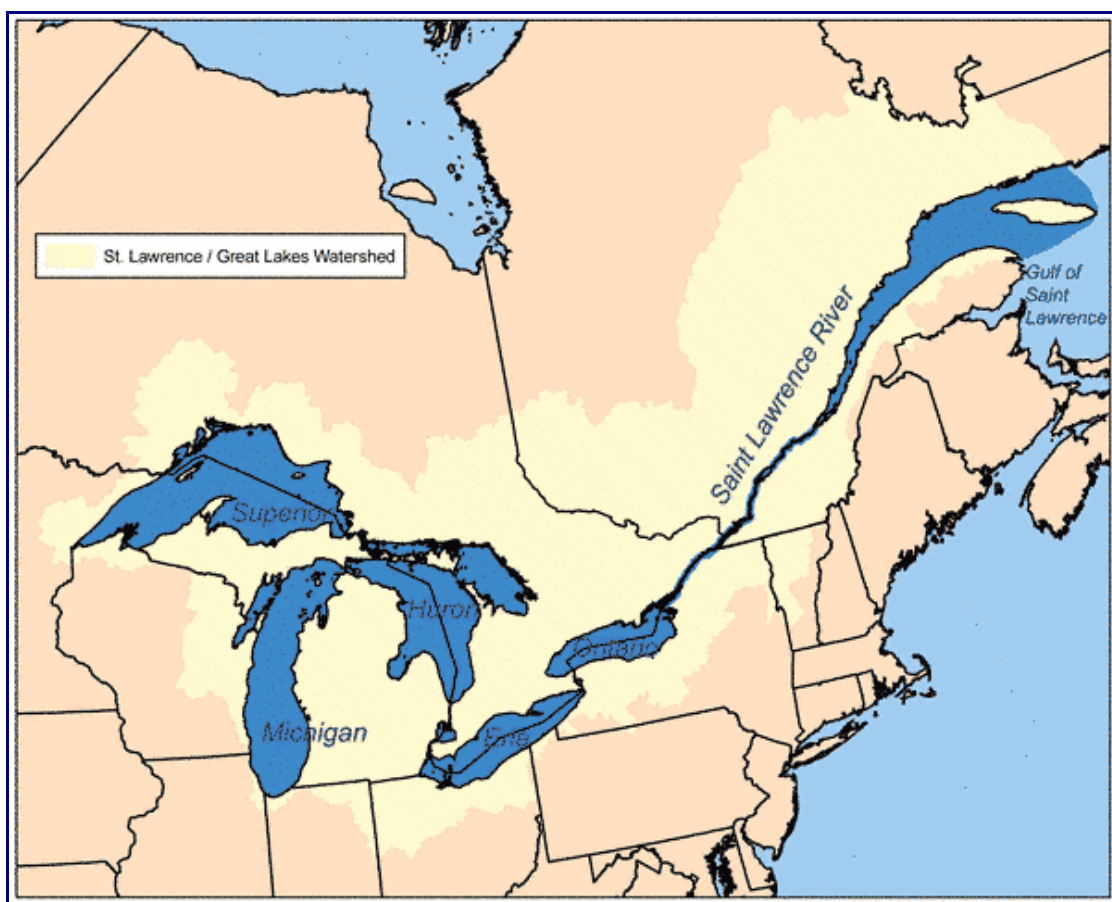 St. Lawrence / Great Lakes Watershed
Gulf of
Saint
Lawrence
Saint Lawrence River
Superior
Huron
Ontario
Michigan
Erie